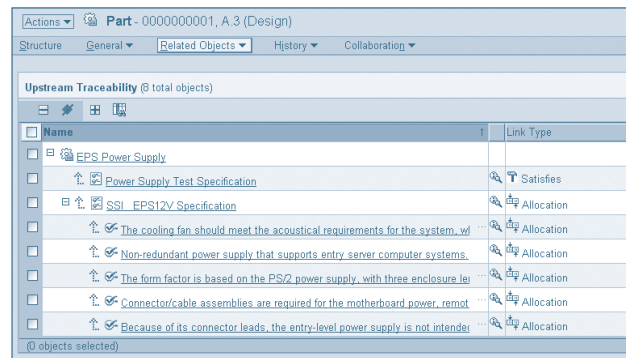 Actions Part - 0000000001, A.3 (Design)
Structure General Related Objects History Collaboration
Upstream Traceability (8 total objects)
Name Link Type
EPS Power Supply
Power Supply Test Specification Satisfies
SSI EPS12V Specification Allocation
The cooling fan should meet the acoustical requirements for the system, wl ... Allocation
Non-redundant power supply that supports entry server computer systems. ... Allocation
The form factor is based on the PS/2 power supply, with three enclosure ler ... Allocation
Connector/cable assemblies are required for the motherboard power, remot ... Allocation
Because of its connector leads, the entry-level power supply is not intended ... Allocation
(0 objects selected)